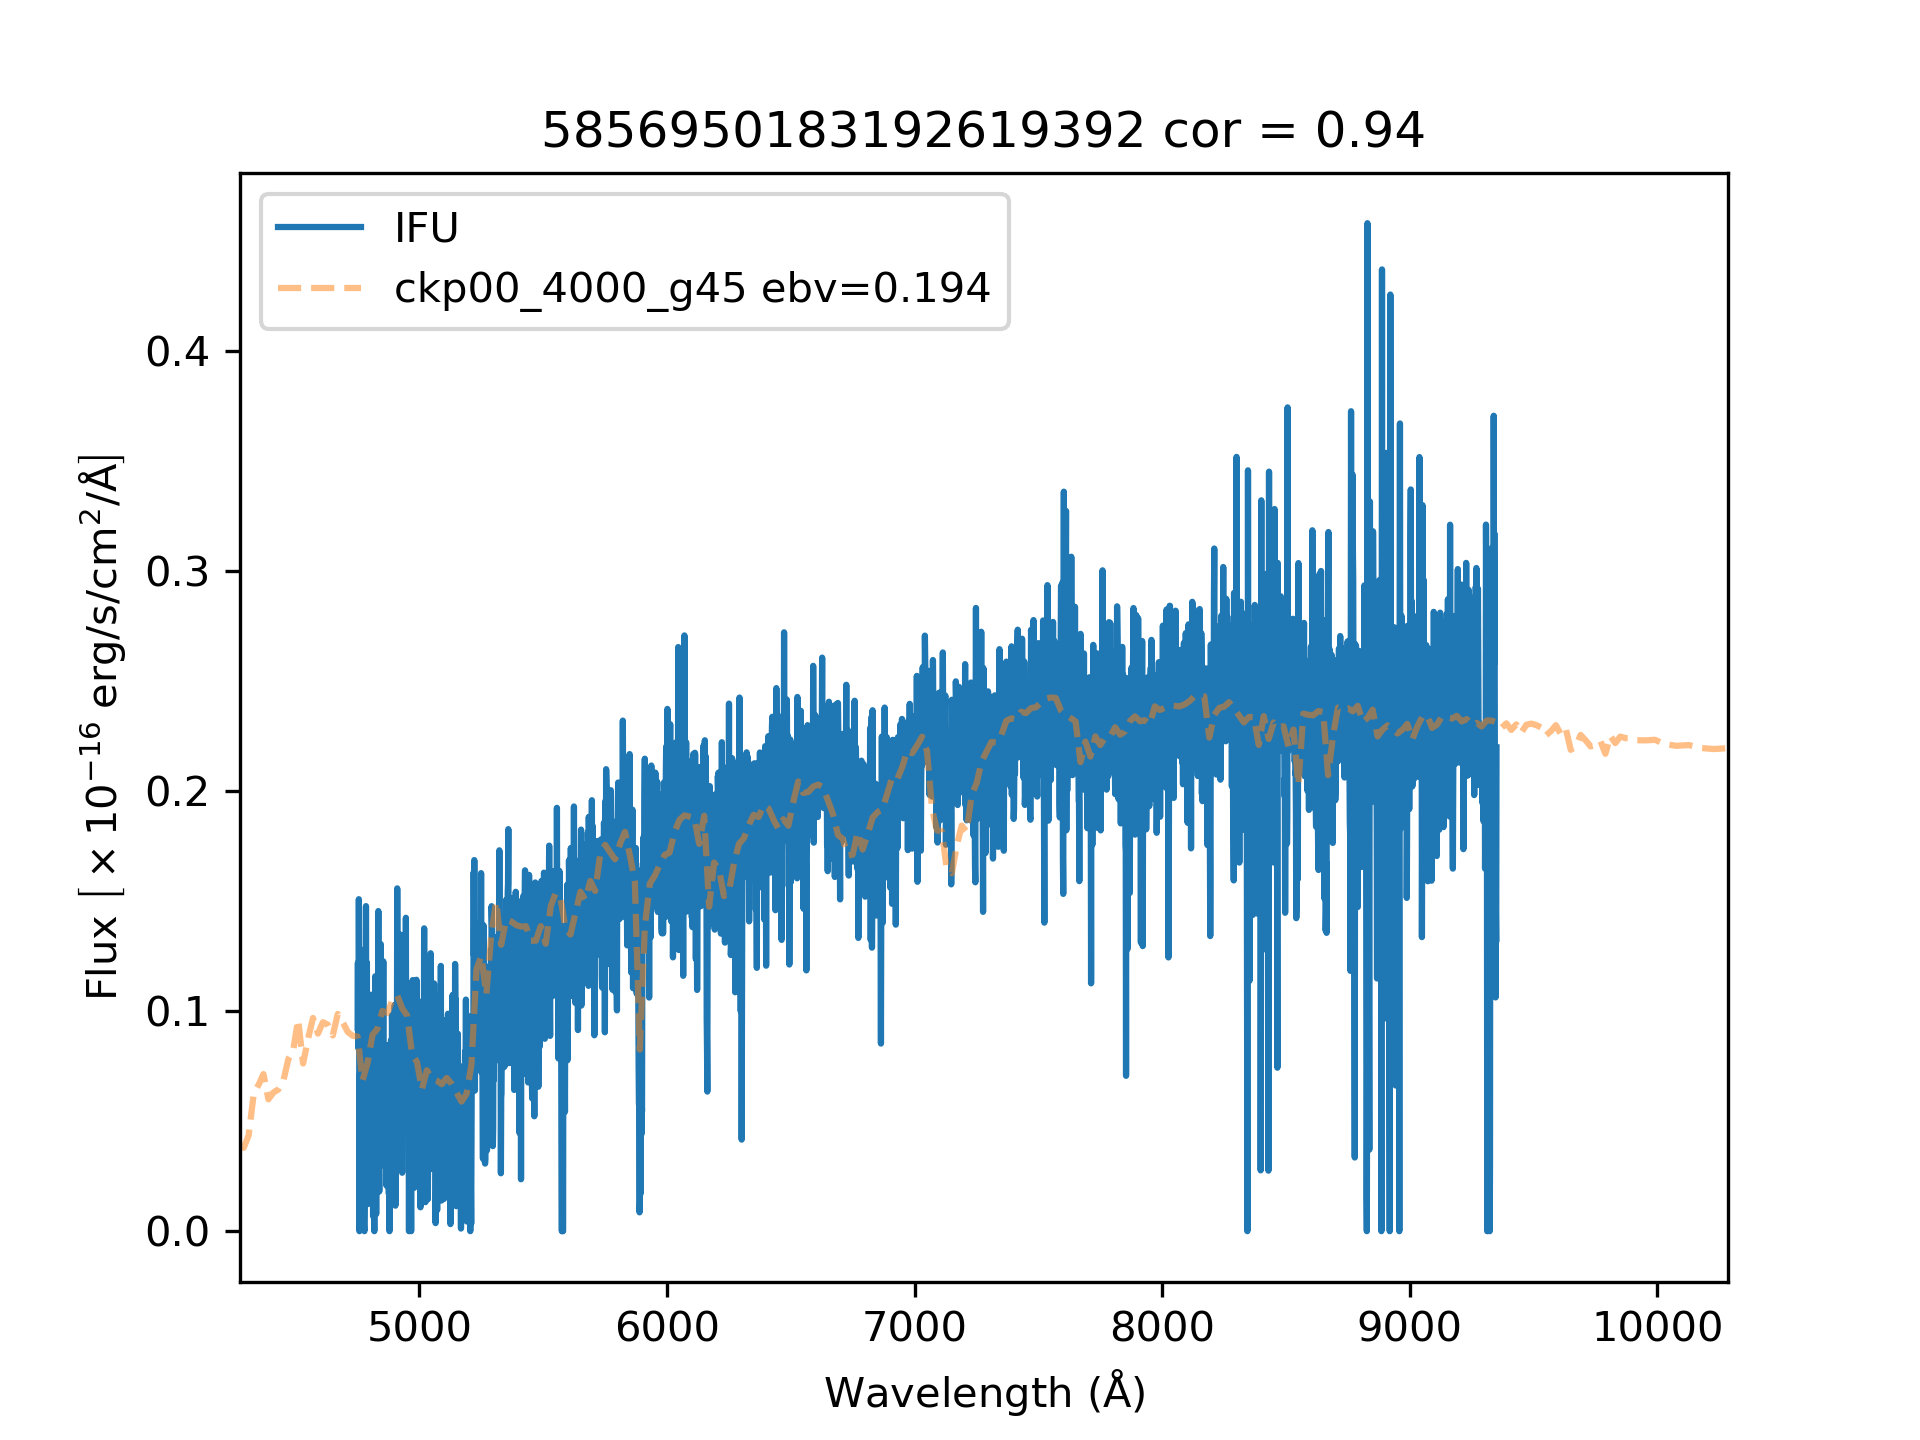 5856950183192619392 cor = 0.94
IFU
ckp00_4000_g45 ebv=0.194
Flux [ × 10⁻¹⁶ erg/s/cm²/Å]
0.4
0.3
0.2
0.1
0.0
5000 6000 7000 8000 9000 10000
Wavelength (Å)